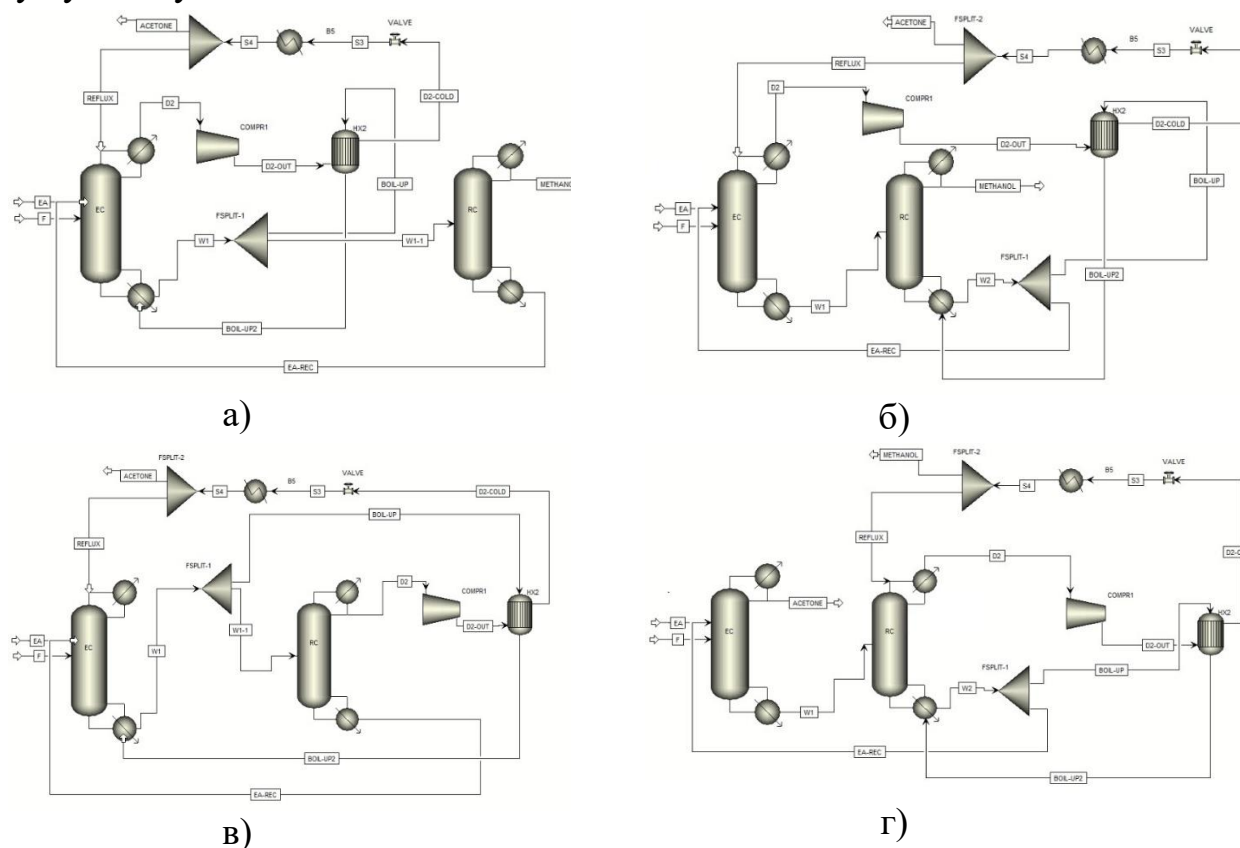 ACETONE
VALVE
S4
B5
S3
REFLUX
D2
COMPR1
D2-COLD
HX2
D2-OUT
BOIL-UP
METHANO
EA
EC
F
FSPLIT-1
RC
W1
W1-1
BOIL-UP2
EA-REC
а)
FSPLIT-2
ACETONE
VALVE
B5
S3
S4
REFLUX
D2
COMPR1
HX2
D2-COLD
D2-OUT
BOIL-UP
METHANOL
EA
EC
F
RC
FSPLIT-1
W2
W1
BOIL-UP2
EA-REC
б)
FSPLIT-2
ACETONE
VALVE
B5
S4
S3
D2-COLD
BOIL-UP
REFLUX
FSPLIT-1
D2
COMPR1
HX2
D2-OUT
W1-1
EA
EC
F
RC
W1
BOIL-UP2
EA-REC
в)
FSPLIT-2
METHANOL
VALVE
B5
S3
S4
REFLUX
D2
COMPR1
HX2
ACETONE
D2-OUT
EA
EC
F
RC
FSPLIT-1
BOIL-UP
W2
W1
EA-REC
BOIL-UP2
г)